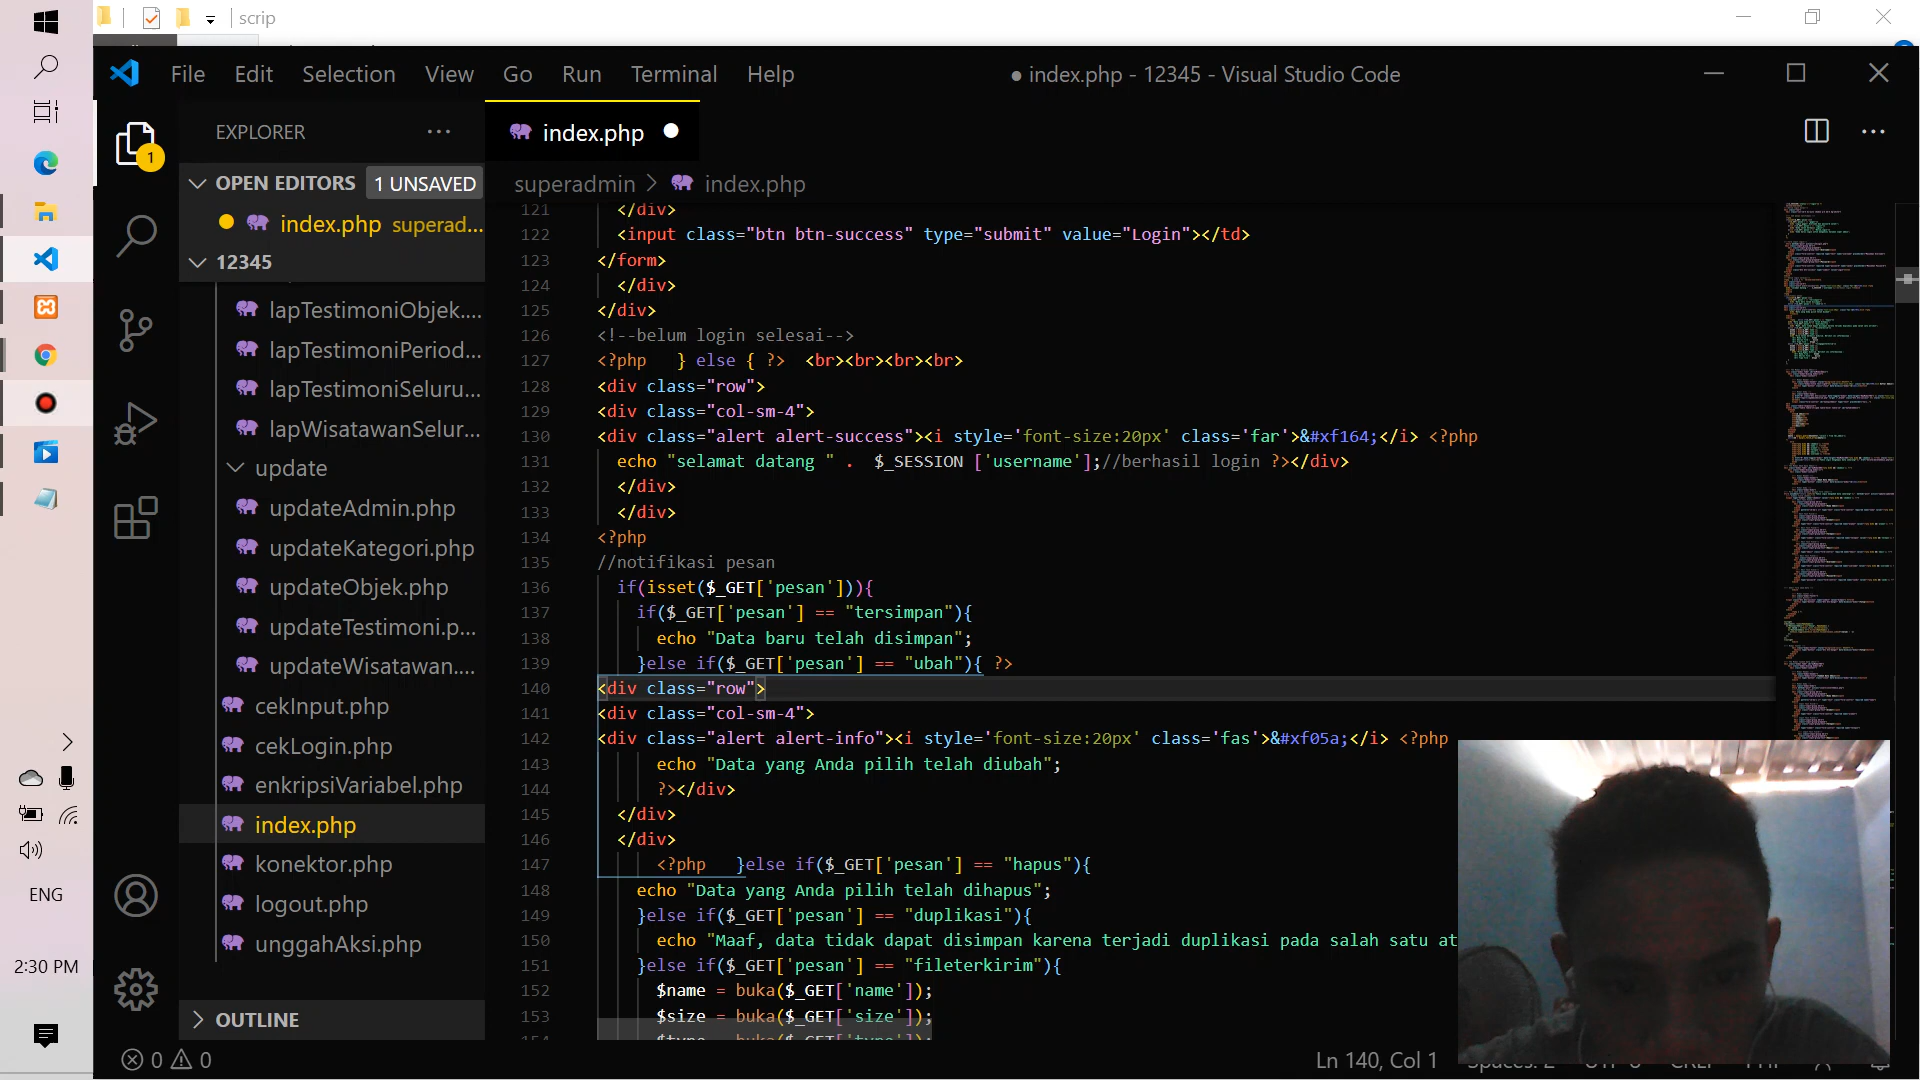 scrip
File Edit Selection View Go Run Terminal Help
● index.php - 12345 - Visual Studio Code
EXPLORER
index.php
1
OPEN EDITORS 1 UNSAVED
index.php superad...
12345
lapTestimoniObjek....
lapTestimoniPeriod...
lapTestimoniSeluru...
lapWisatawanSelur...
update
updateAdmin.php
updateKategori.php
updateObjek.php
updateTestimoni.p...
updateWisatawan....
cekInput.php
cekLogin.php
enkripsiVariabel.php
index.php
konektor.php
logout.php
unggahAksi.php
OUTLINE
superadmin > index.php
121 </div>
122 <input class="btn btn-success" type="submit" value="Login"></td>
123 </form>
124 </div>
125 </div>
126 <!--belum login selesai-->
127 <?php } else { ?> <br><br><br><br>
128 <div class="row">
129 <div class="col-sm-4">
130 <div class="alert alert-success"><i style='font-size:20px' class='far'>&#xf164;</i> <?php
131 echo "selamat datang " . $_SESSION ['username'];//berhasil login ?></div>
132 </div>
133 </div>
134 <?php
135 //notifikasi pesan
136 if(isset($_GET['pesan'])){
137 if($_GET['pesan'] == "tersimpan"){
138 echo "Data baru telah disimpan";
139 }else if($_GET['pesan'] == "ubah"){ ?>
140 <div class="row">
141 <div class="col-sm-4">
142 <div class="alert alert-info"><i style='font-size:20px' class='fas'>&#xf05a;</i> <?php
143 echo "Data yang Anda pilih telah diubah";
144 ?></div>
145 </div>
146 </div>
147 <?php }else if($_GET['pesan'] == "hapus"){
148 echo "Data yang Anda pilih telah dihapus";
149 }else if($_GET['pesan'] == "duplikasi"){
150 echo "Maaf, data tidak dapat disimpan karena terjadi duplikasi pada salah satu at
151 }else if($_GET['pesan'] == "fileterkirim"){
152 $name = buka($_GET['name']);
153 $size = buka($_GET['size']);
ENG
2:30 PM
0 0
Ln 140, Col 1